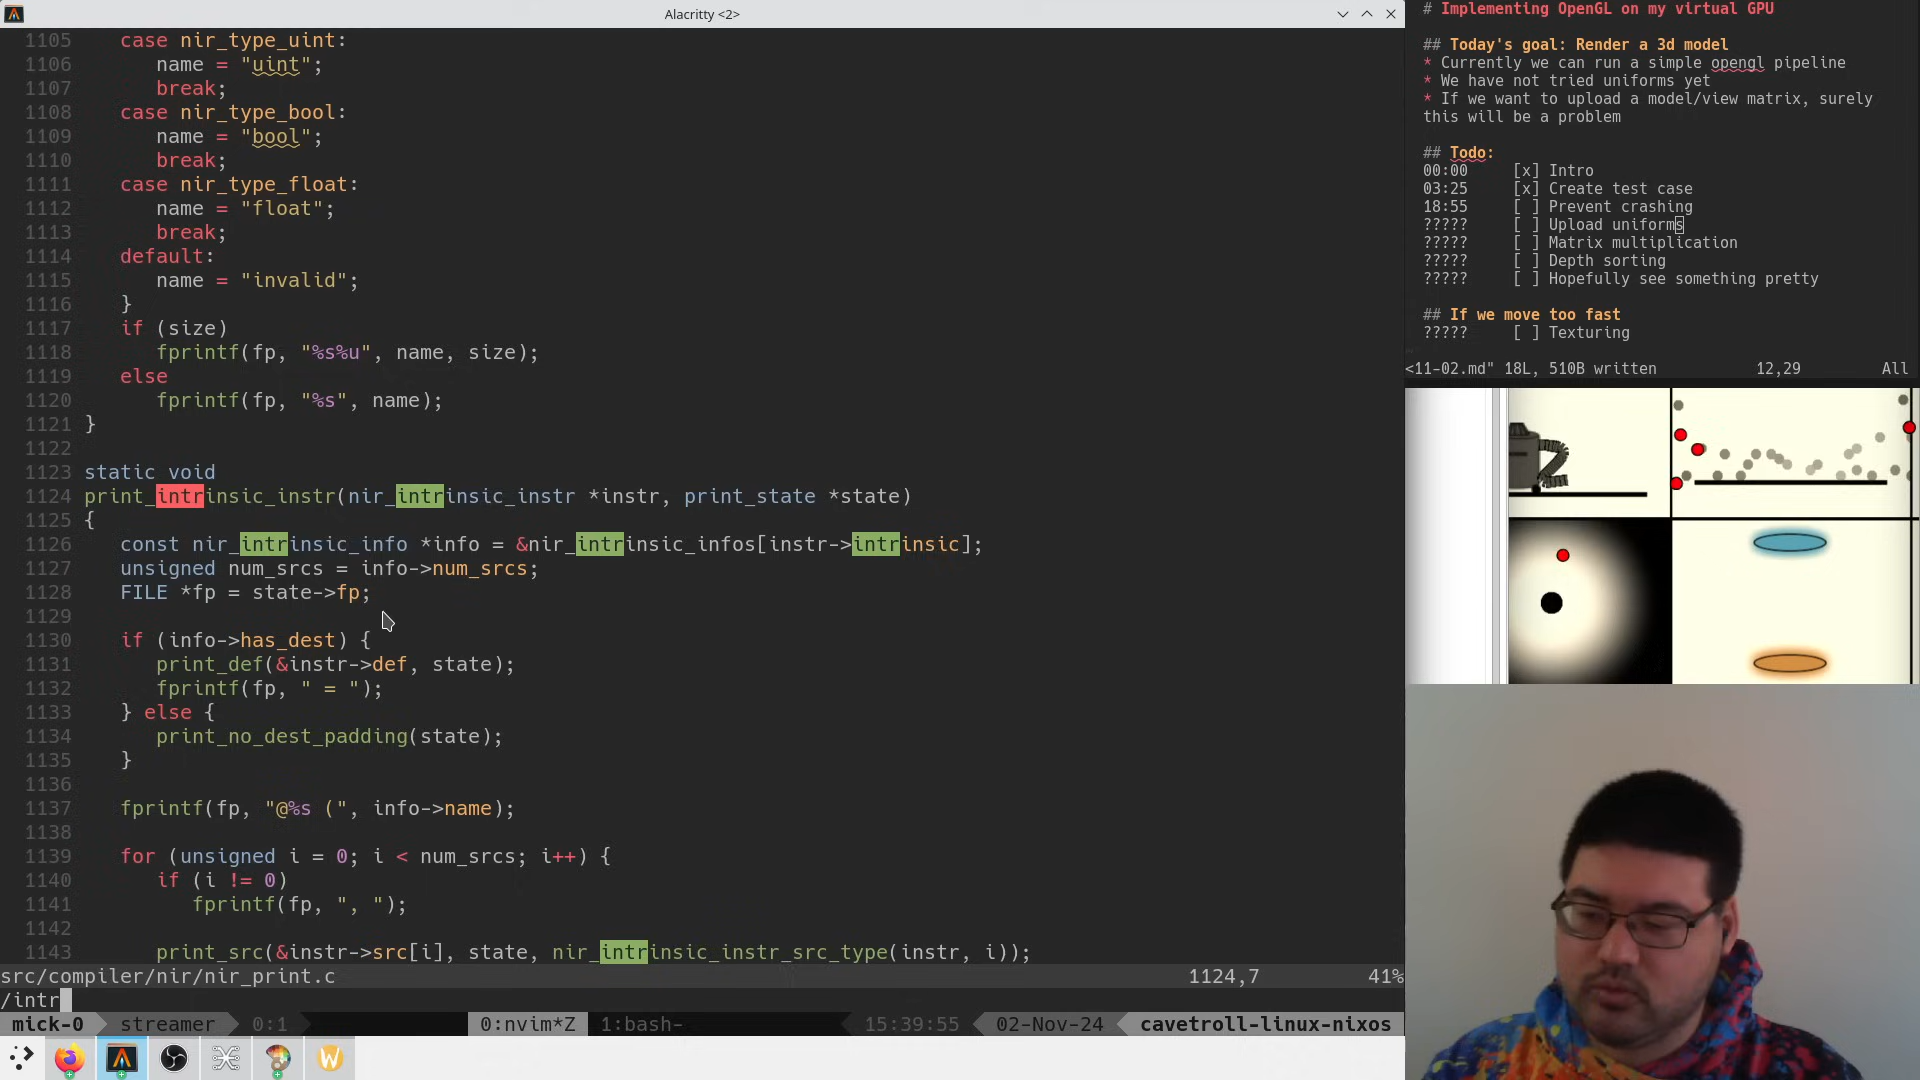 Alacritty <2>
1105 case nir_type_uint:
1106 name = "uint";
1107 break;
1108 case nir_type_bool:
1109 name = "bool";
1110 break;
1111 case nir_type_float:
1112 name = "float";
1113 break;
1114 default:
1115 name = "invalid";
1116 }
1117 if (size)
1118 fprintf(fp, "%s%u", name, size);
1119 else
1120 fprintf(fp, "%s", name);
1121 }
1122
1123 static void
1124 print_intrinsic_instr(nir_intrinsic_instr *instr, print_state *state)
1125 {
1126 const nir_intrinsic_info *info = &nir_intrinsic_infos[instr->intrinsic];
1127 unsigned num_srcs = info->num_srcs;
1128 FILE *fp = state->fp;
1129
1130 if (info->has_dest) {
1131 print_def(&instr->def, state);
1132 fprintf(fp, " = ");
1133 } else {
1134 print_no_dest_padding(state);
1135 }
1136
1137 fprintf(fp, "@%s (", info->name);
1138
1139 for (unsigned i = 0; i < num_srcs; i++) {
1140 if (i != 0)
1141 fprintf(fp, ", ");
1142
1143 print_src(&instr->src[i], state, nir_intrinsic_instr_src_type(instr, i));
src/compiler/nir/nir_print.c 1124,7 41%
/intr
mick-0 streamer 0:1 0:nvim*Z 1:bash- 15:39:55 02-Nov-24 cavetroll-linux-nixos
# Implementing OpenGL on my virtual GPU
## Today's goal: Render a 3d model
* Currently we can run a simple opengl pipeline
* We have not tried uniforms yet
* If we want to upload a model/view matrix, surely
this will be a problem
## Todo:
00:00 [x] Intro
03:25 [x] Create test case
18:55 [ ] Prevent crashing
????? [ ] Upload uniforms
????? [ ] Matrix multiplication
????? [ ] Depth sorting
????? [ ] Hopefully see something pretty
## If we move too fast
????? [ ] Texturing
<11-02.md" 18L, 510B written 12,29 All